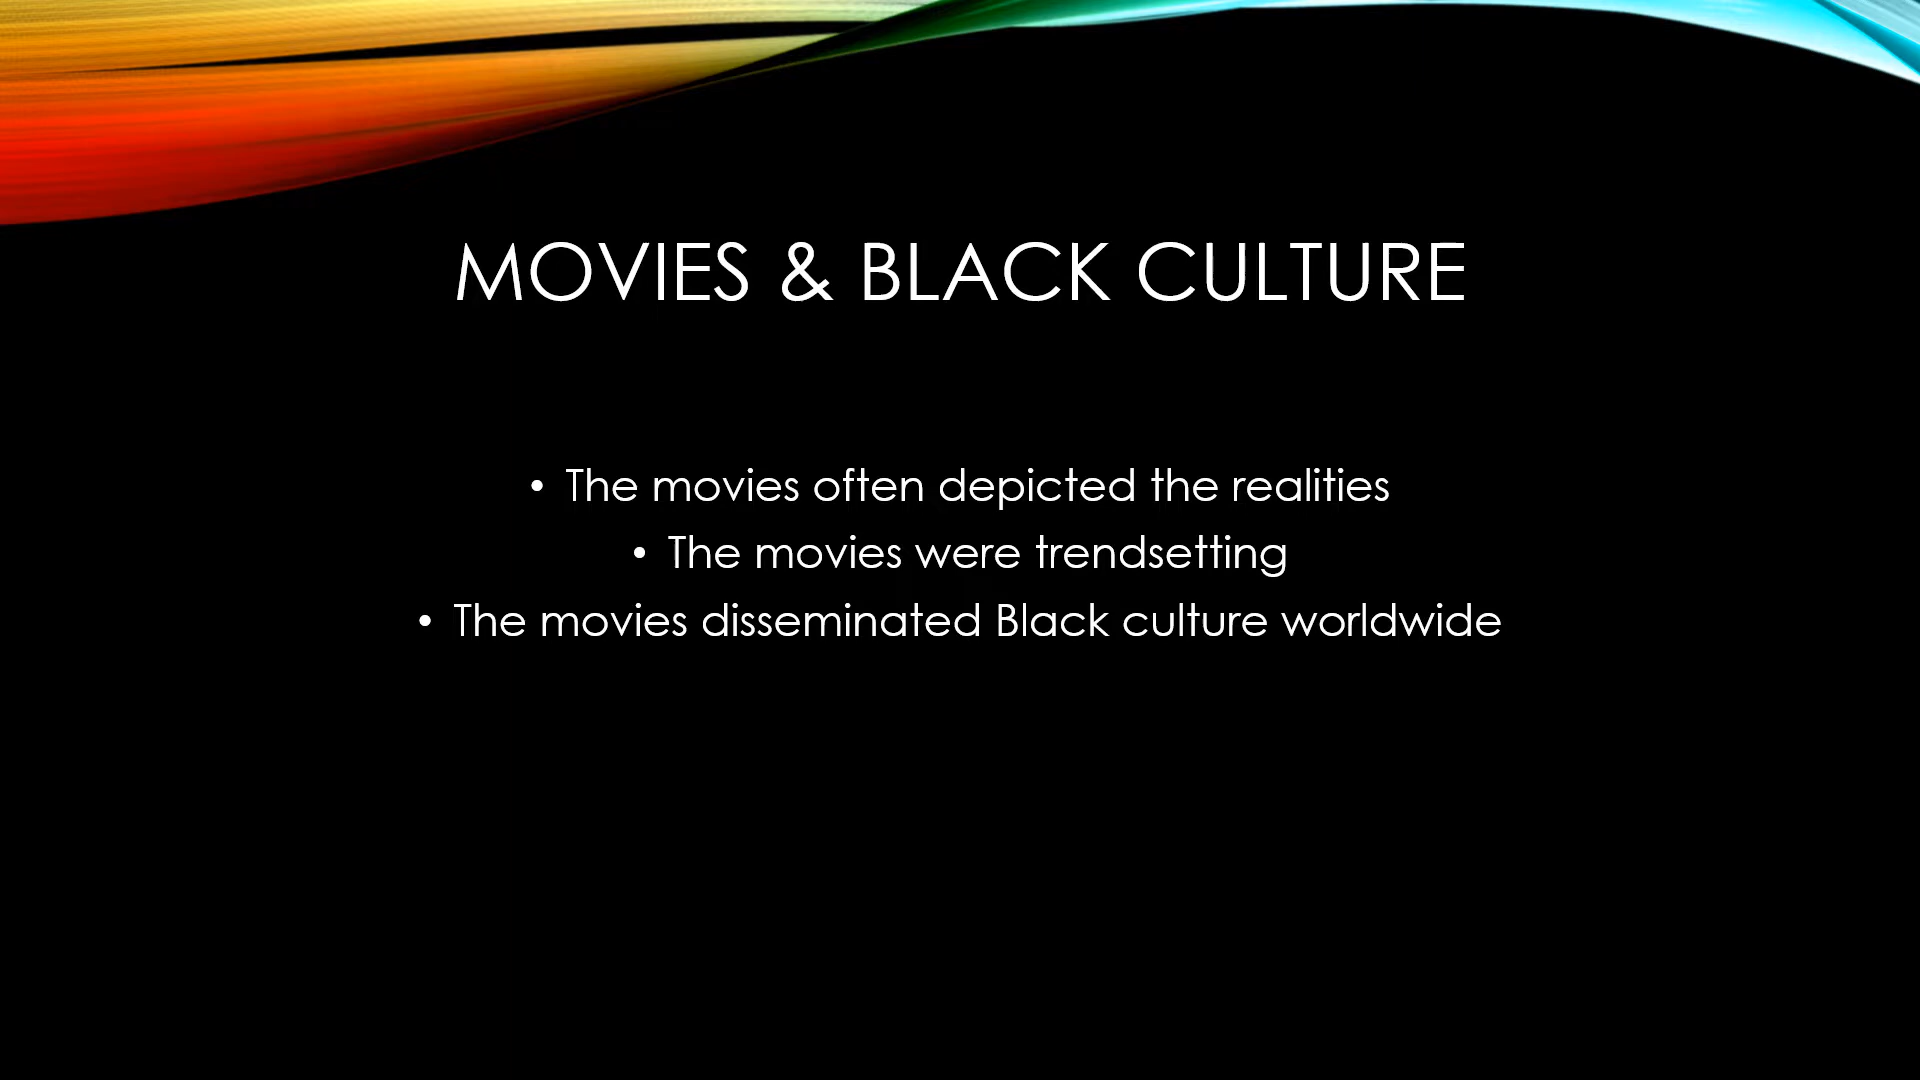 MOVIES & BLACK CULTURE
• The movies often depicted the realities
• The movies were trendsetting
• The movies disseminated Black culture worldwide